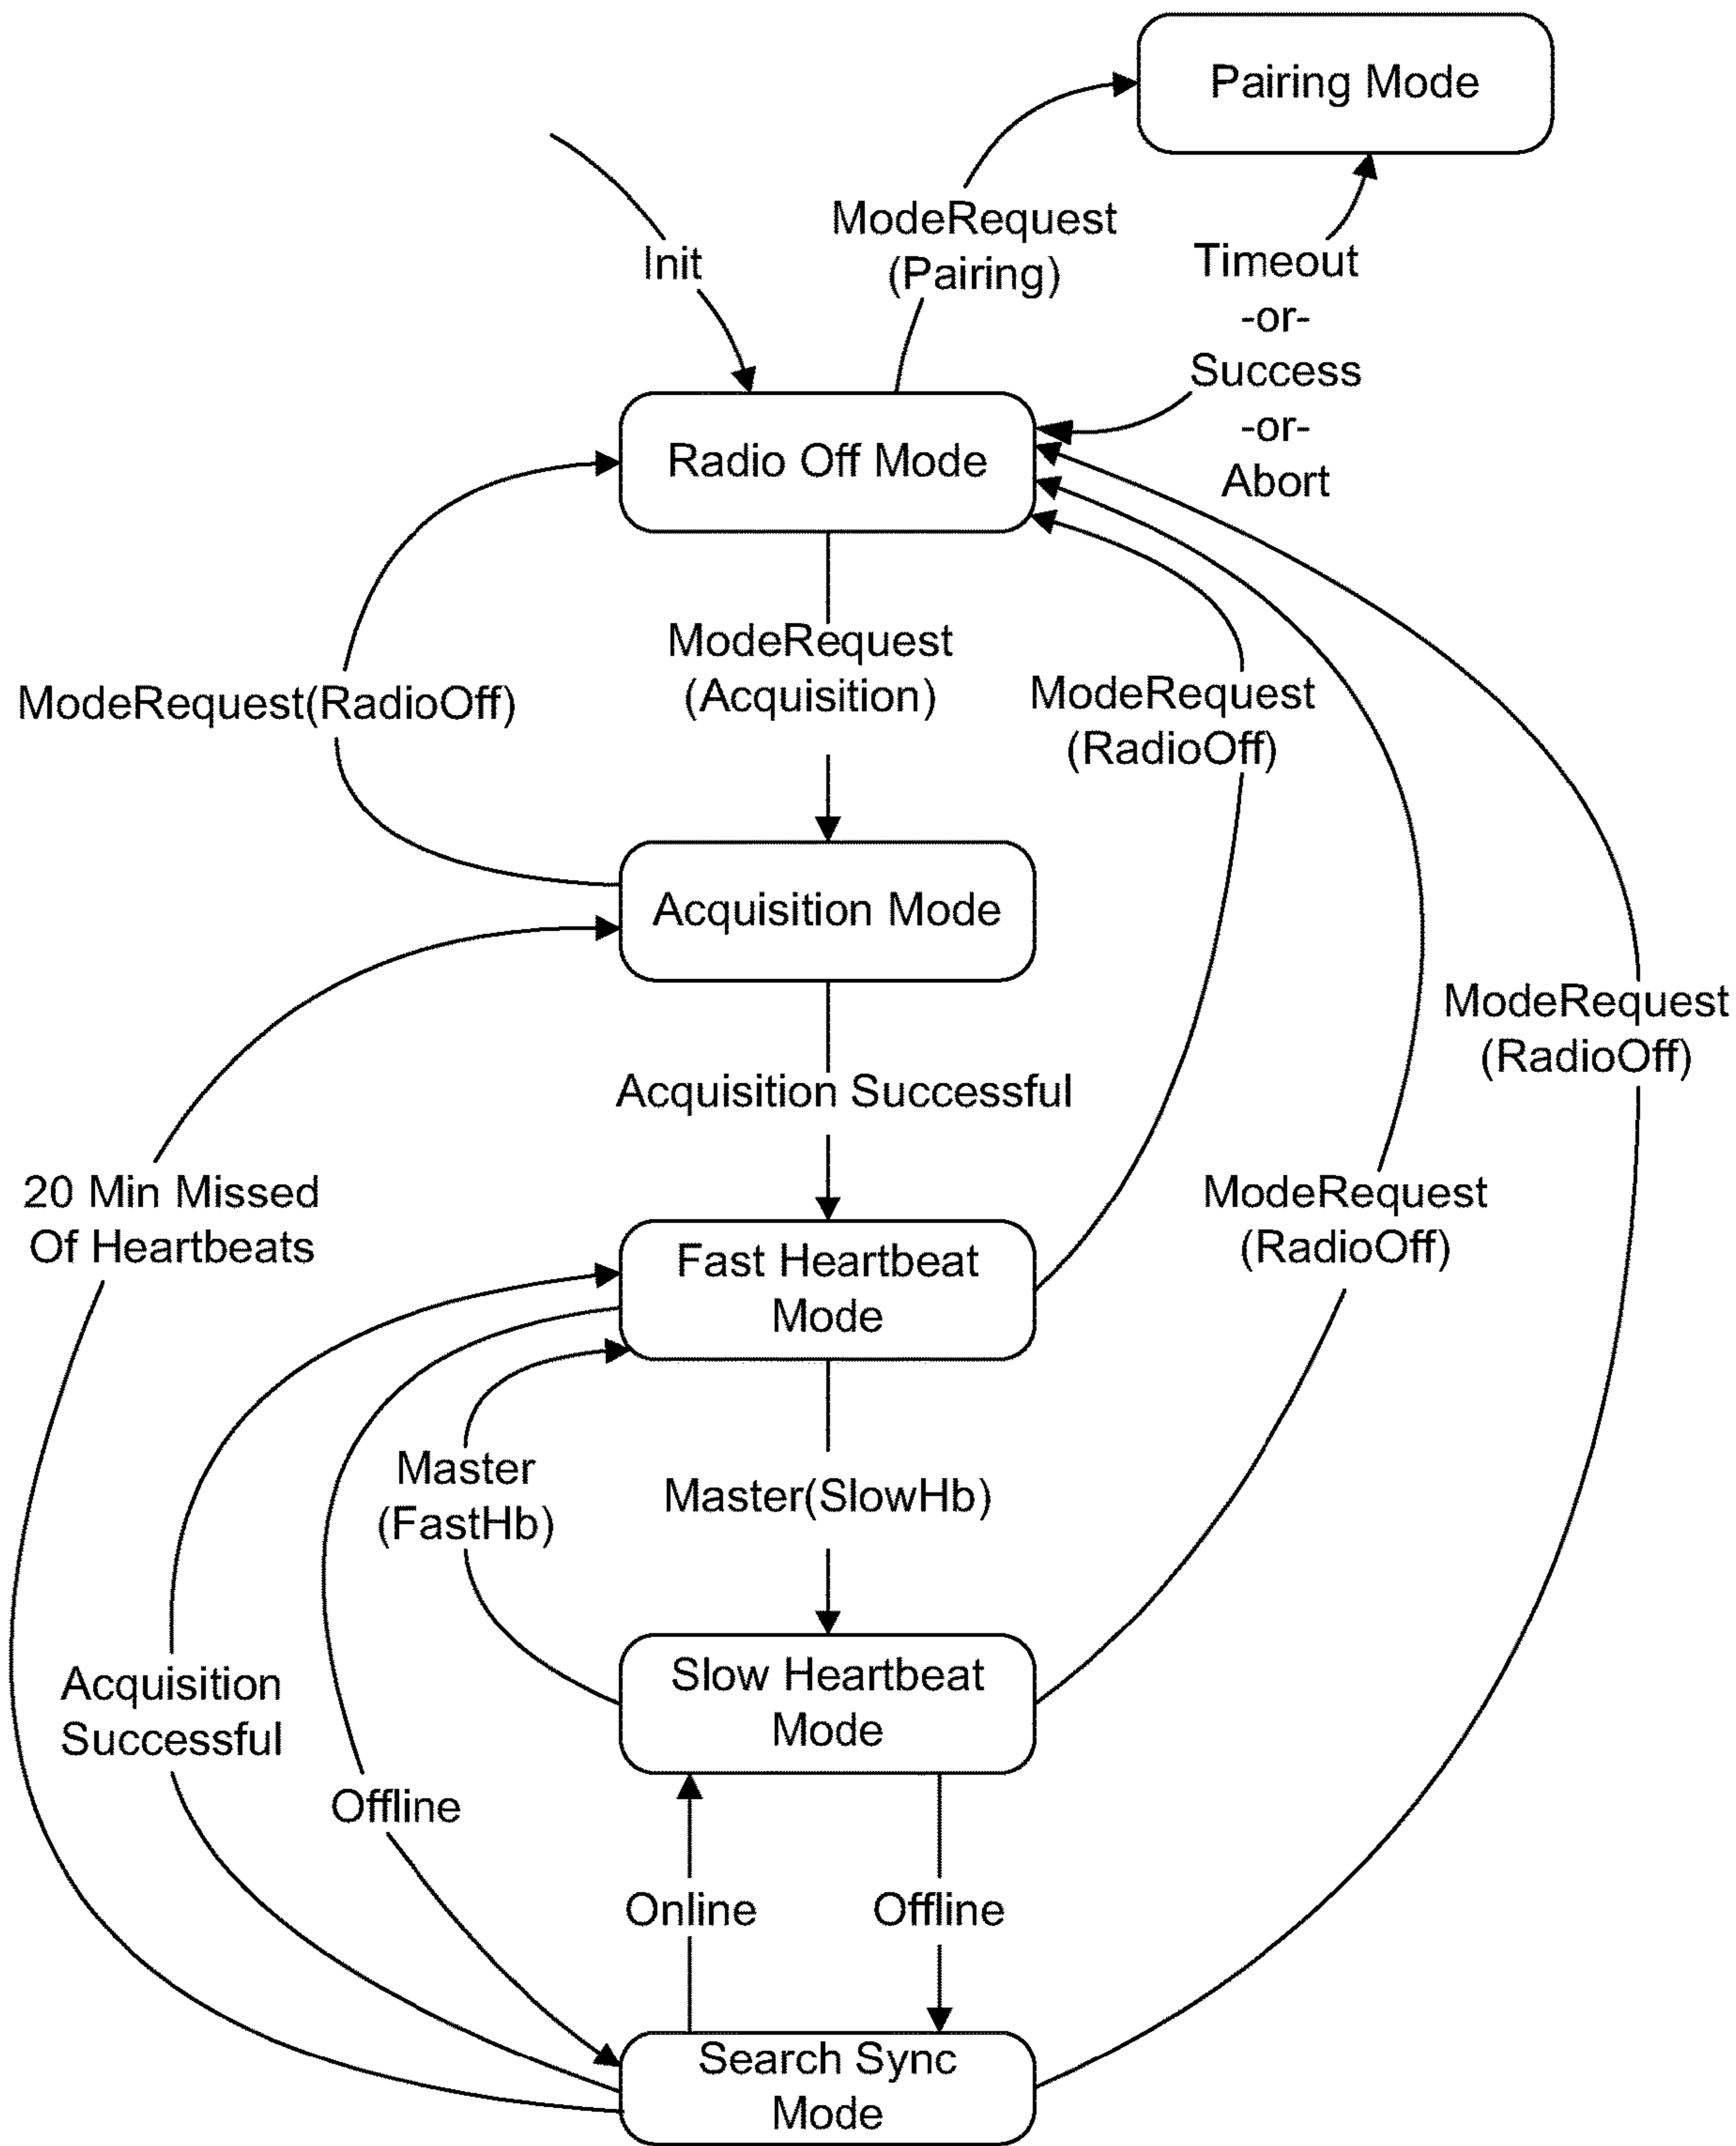 Pairing Mode
ModeRequest
(Pairing)
Init
Timeout
-or-
Success
-or-
Abort
Radio Off Mode
ModeRequest
(Acquisition)
ModeRequest(RadioOff)
ModeRequest
(RadioOff)
Acquisition Mode
ModeRequest
(RadioOff)
Acquisition Successful
20 Min Missed
Of Heartbeats
ModeRequest
(RadioOff)
Fast Heartbeat
Mode
Master
(FastHb)
Master(SlowHb)
Acquisition
Successful
Slow Heartbeat
Mode
Offline
Online
Offline
Search Sync
Mode